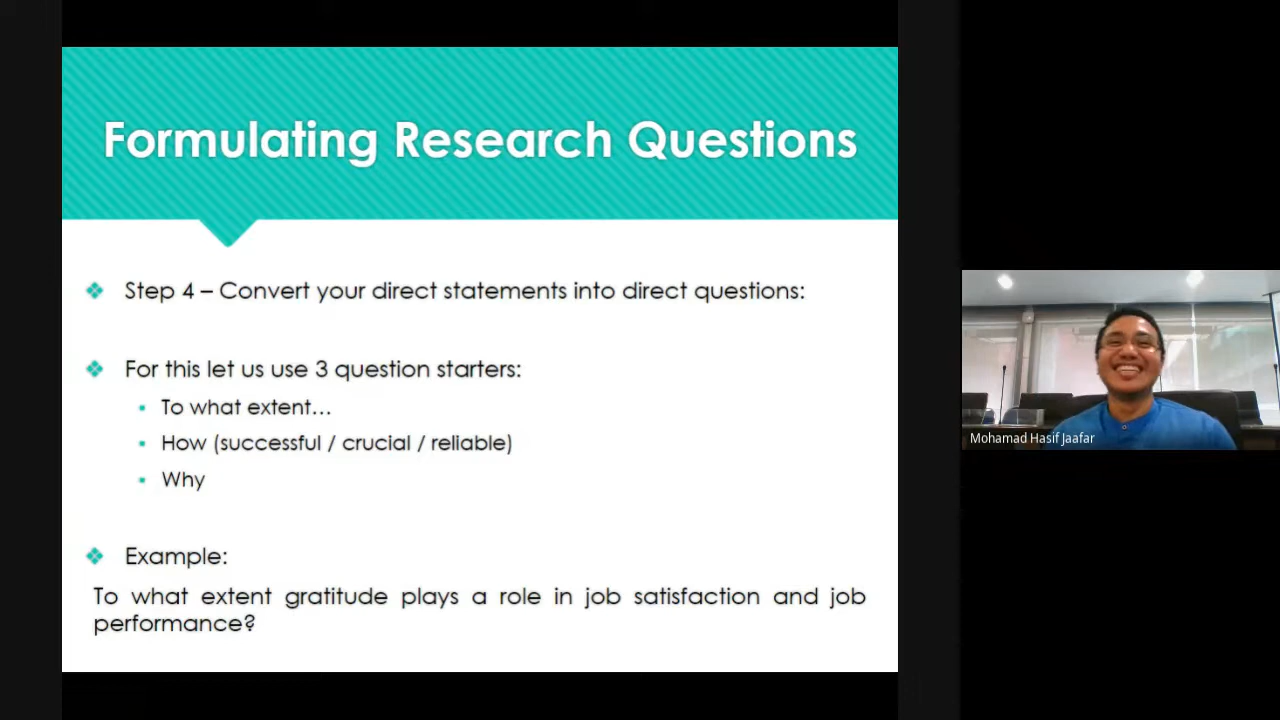 Formulating Research Questions
Step 4 – Convert your direct statements into direct questions:
For this let us use 3 question starters:
To what extent…
How (successful / crucial / reliable)
Why
Example:
To what extent gratitude plays a role in job satisfaction and job
performance?
Mohamad Hasif Jaafar